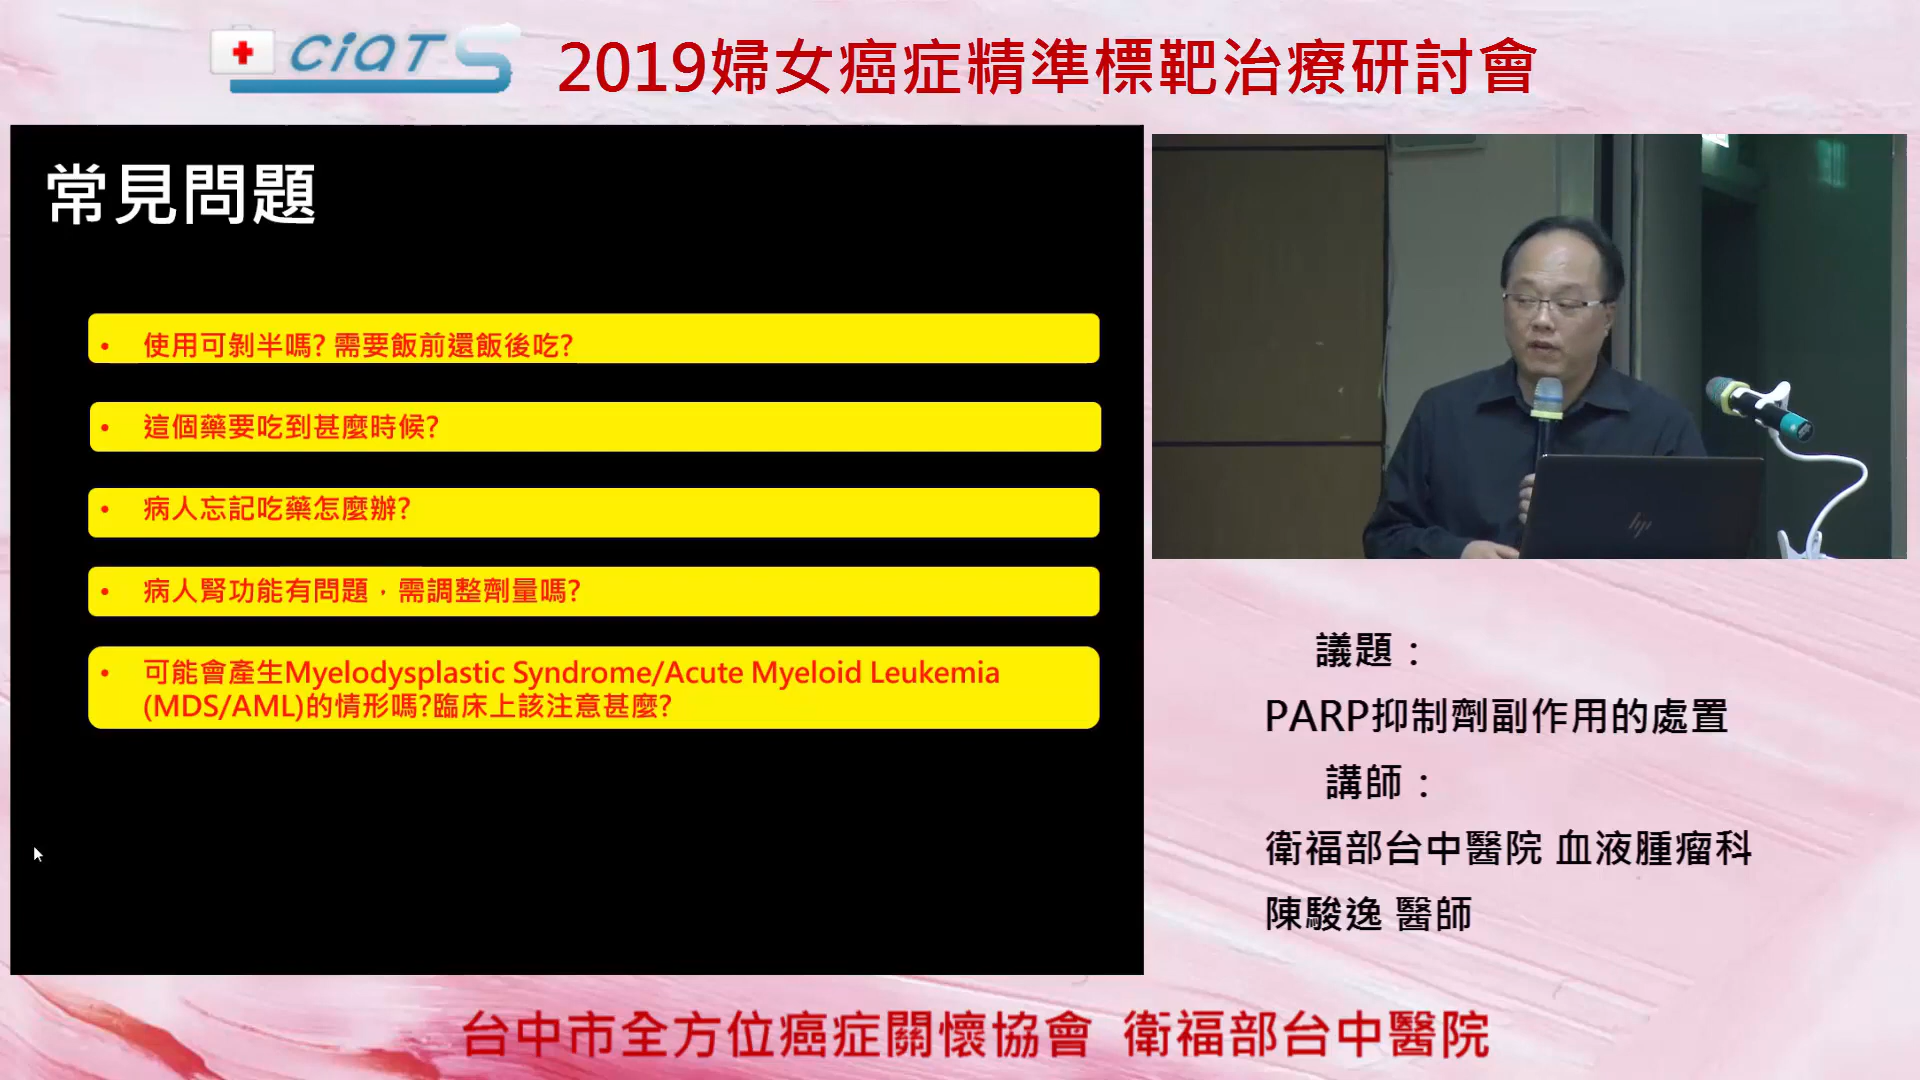 CiQTS
2019婦女癌症精準標靶治療研討會
常見問題
• 使用可剝半嗎? 需要飯前還飯後吃?
• 這個藥要吃到甚麼時候?
• 病人忘記吃藥怎麼辦?
• 病人腎功能有問題，需調整劑量嗎?
• 可能會產生Myelodysplastic Syndrome/Acute Myeloid Leukemia
(MDS/AML)的情形嗎?臨床上該注意甚麼?
hp
議題：
PARP抑制劑副作用的處置
講師：
衛福部台中醫院 血液腫瘤科
陳駿逸 醫師
台中市全方位癌症關懷協會 衛福部台中醫院